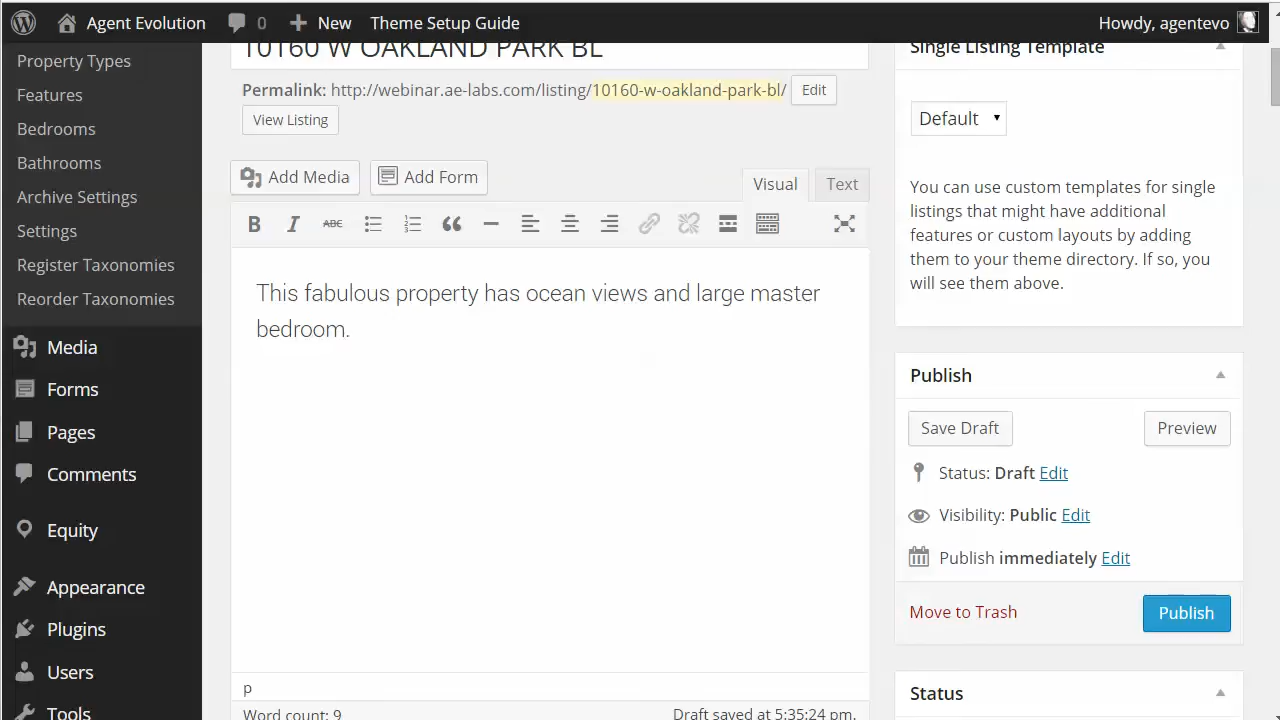 Agent Evolution 0 New Theme Setup Guide Howdy, agentevo
Property Types
Features
Bedrooms
Bathrooms
Archive Settings
Settings
Register Taxonomies
Reorder Taxonomies
Media
Forms
Pages
Comments
Equity
Appearance
Plugins
Users
Tools
10160 W OAKLAND PARK BL
Permalink: http://webinar.ae-labs.com/listing/10160-w-oakland-park-bl/ Edit
View Listing
Add Media Add Form Visual Text
B I ABC
This fabulous property has ocean views and large master
bedroom.
p
Word count: 9 Draft saved at 5:35:24 pm.
Single Listing Template
Default
You can use custom templates for single
listings that might have additional
features or custom layouts by adding
them to your theme directory. If so, you
will see them above.
Publish
Save Draft Preview
Status: Draft Edit
Visibility: Public Edit
Publish immediately Edit
Move to Trash Publish
Status